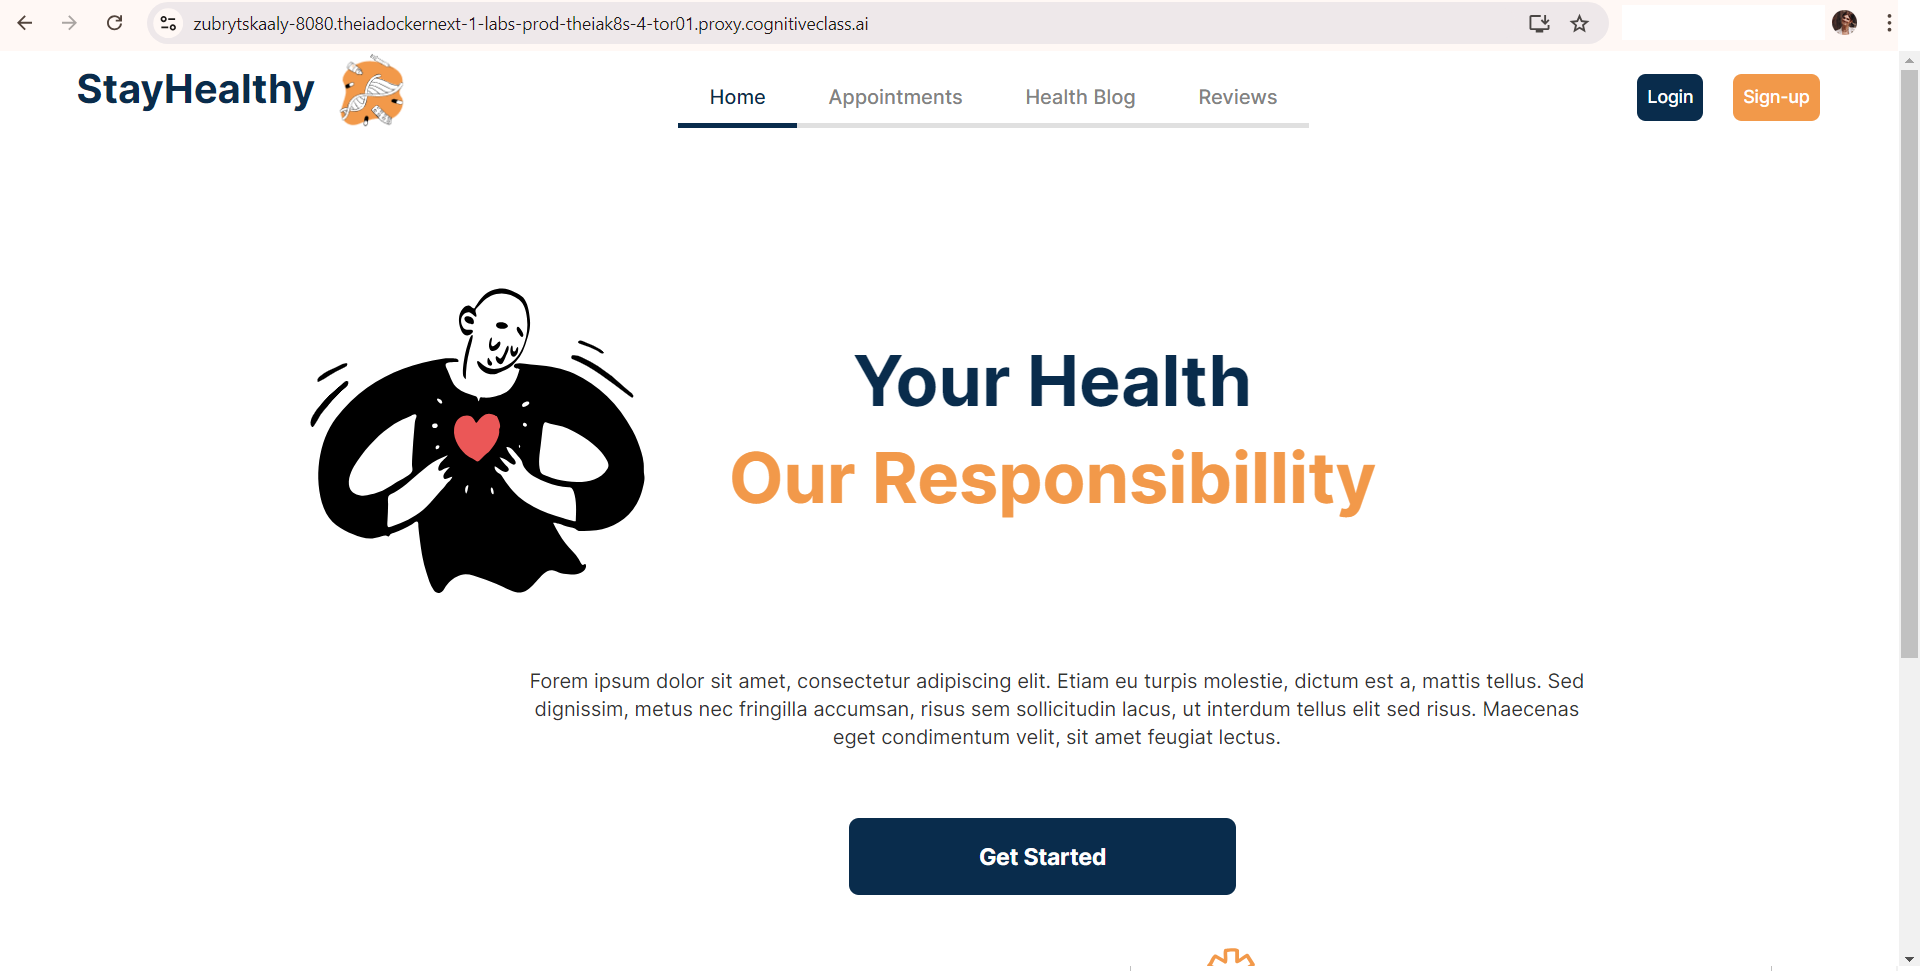 zubrytskaaly-8080.theiadockernext-1-labs-prod-theiak8s-4-tor01.proxy.cognitiveclass.ai
StayHealthy
Home Appointments Health Blog Reviews
Login Sign-up
Your Health
Our Responsibillity
Forem ipsum dolor sit amet, consectetur adipiscing elit. Etiam eu turpis molestie, dictum est a, mattis tellus. Sed
dignissim, metus nec fringilla accumsan, risus sem sollicitudin lacus, ut interdum tellus elit sed risus. Maecenas
eget condimentum velit, sit amet feugiat lectus.
Get Started